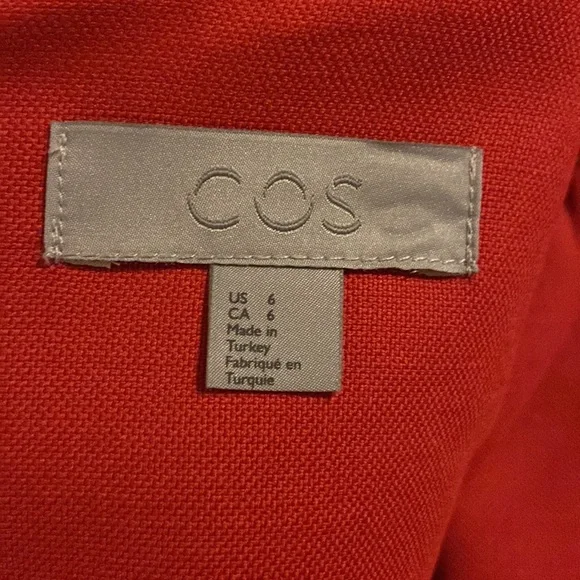 COS
US 6
CA 6
Made in
Turkey
Fabriqué en
Turquie